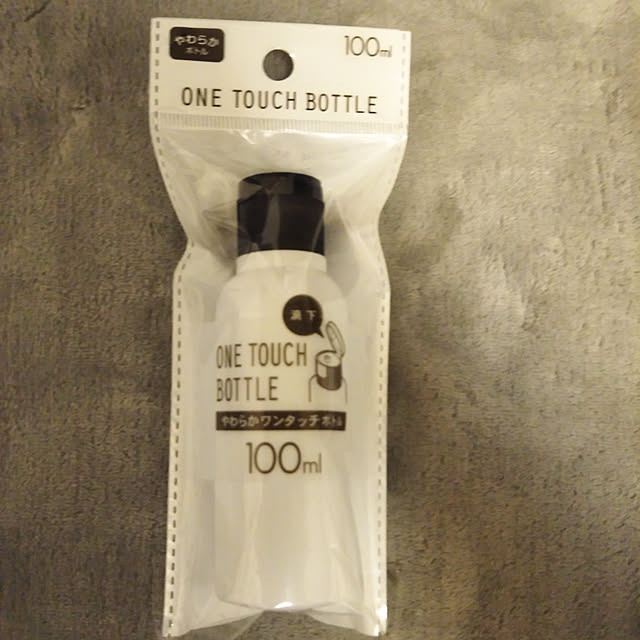 やわらか
ボトル
100ml
ONE TOUCH BOTTLE
滴下
ONE TOUCH
BOTTLE
やわらかワンタッチボトル
100ml